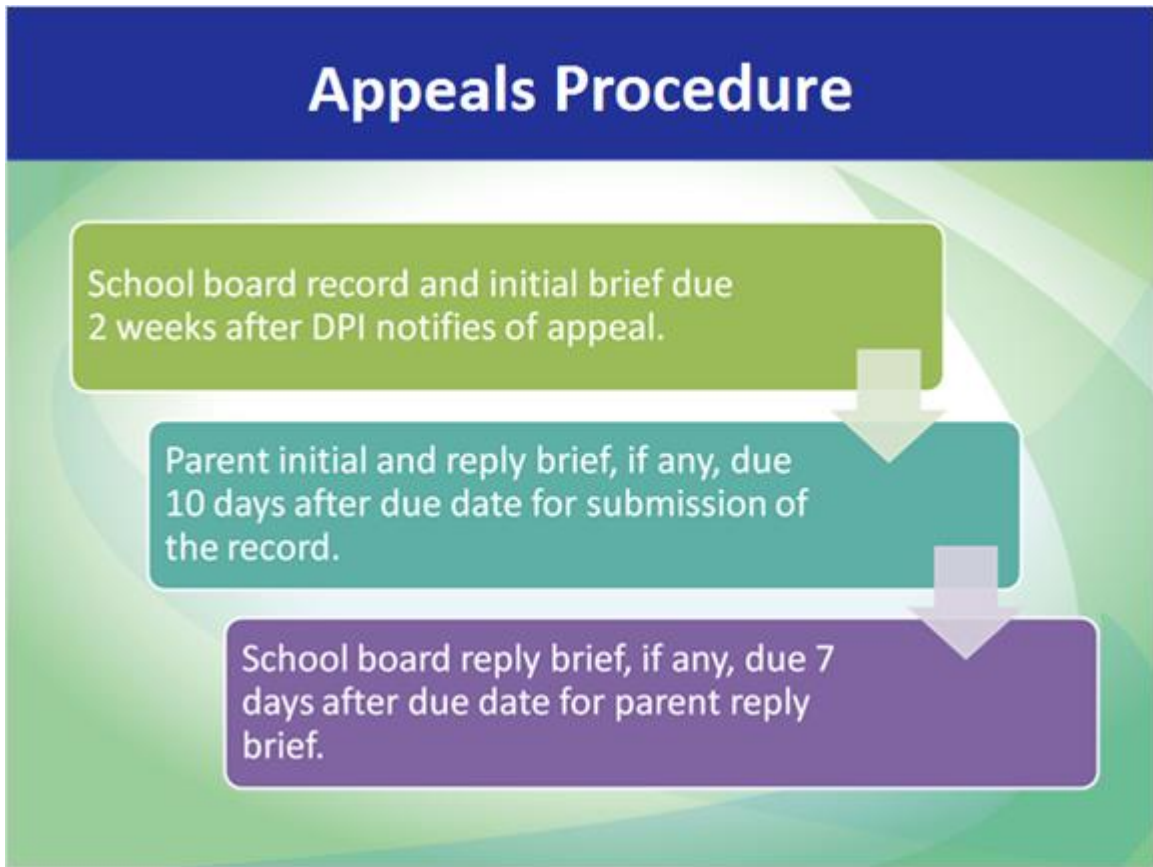 Appeals Procedure
School board record and initial brief due
2 weeks after DPI notifies of appeal.
Parent initial and reply brief, if any, due
10 days after due date for submission of
the record.
School board reply brief, if any, due 7
days after due date for parent reply
brief.